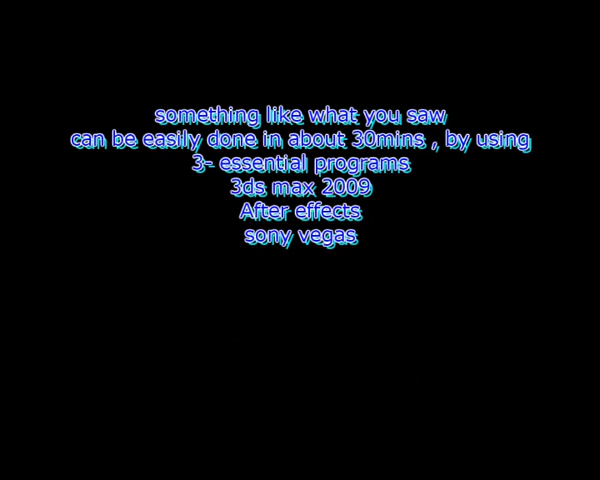 something like what you saw
can be easily done in about 30mins , by using
3- essential programs
3ds max 2009
After effects
sony vegas